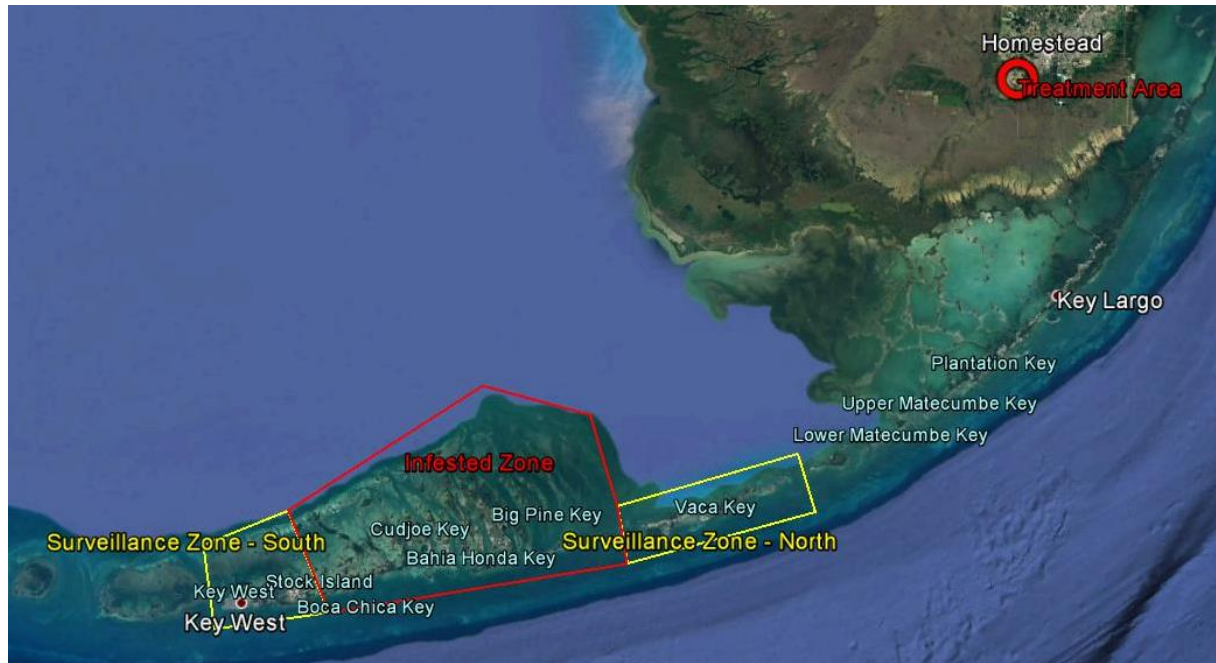 Homestead
Treatment Area
Key Largo
Plantation Key
Upper Matecumbe Key
Lower Matecumbe Key
Infested Zone
Big Pine Key
Vaca Key
Cudjoe Key
Surveillance Zone - South
Surveillance Zone - North
Bahia Honda Key
Stock Island
Key West
Boca Chica Key
Key West